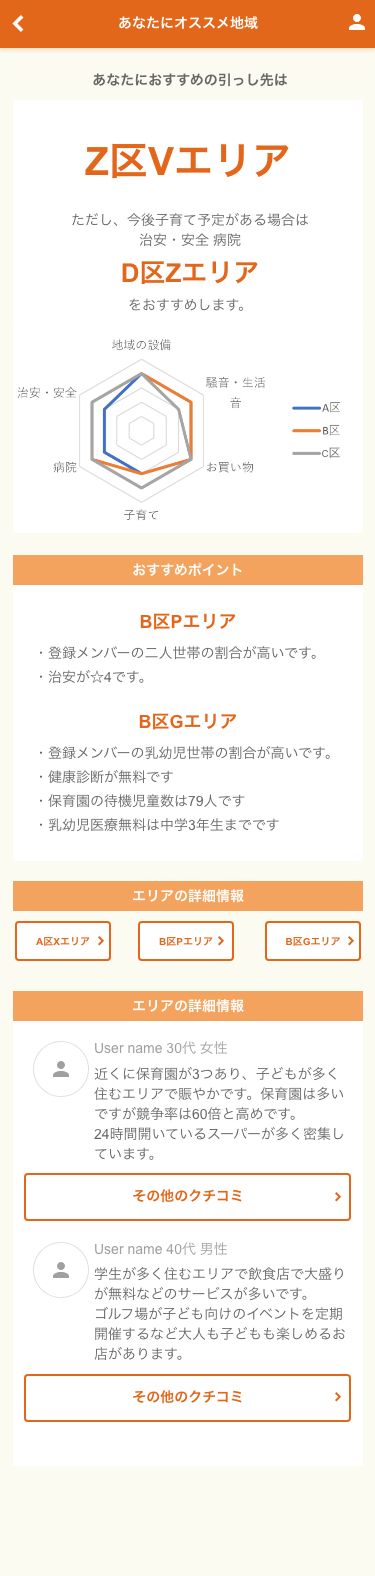 あなたにオススメ地域
あなたにおすすめの引っし先は
Z区Vエリア
ただし、今後子育て予定がある場合は
治安・安全 病院
D区Zエリア
をおすすめします。
地域の設備
騒音・生活
音
治安・安全
病院
お買い物
子育て
A区
B区
C区
おすすめポイント
B区Pエリア
・登録メンバーの二人世帯の割合が高いです。
・治安が☆4です。
B区Gエリア
・登録メンバーの乳幼児世帯の割合が高いです。
・健康診断が無料です
・保育園の待機児童数は79人です
・乳幼児医療無料は中学3年生までです
エリアの詳細情報
A区Xエリア
B区Pエリア
B区Gエリア
エリアの詳細情報
User name 30代 女性
近くに保育園が3つあり、子どもが多く
住むエリアで賑やかです。保育園は多い
ですが競争率は60倍と高めです。
24時間開いているスーパーが多く密集し
ています。
その他のクチコミ
User name 40代 男性
学生が多く住むエリアで飲食店で大盛り
が無料などのサービスが多いです。
ゴルフ場が子ども向けのイベントを定期
開催するなど大人も子どもも楽しめるお
店があります。
その他のクチコミ